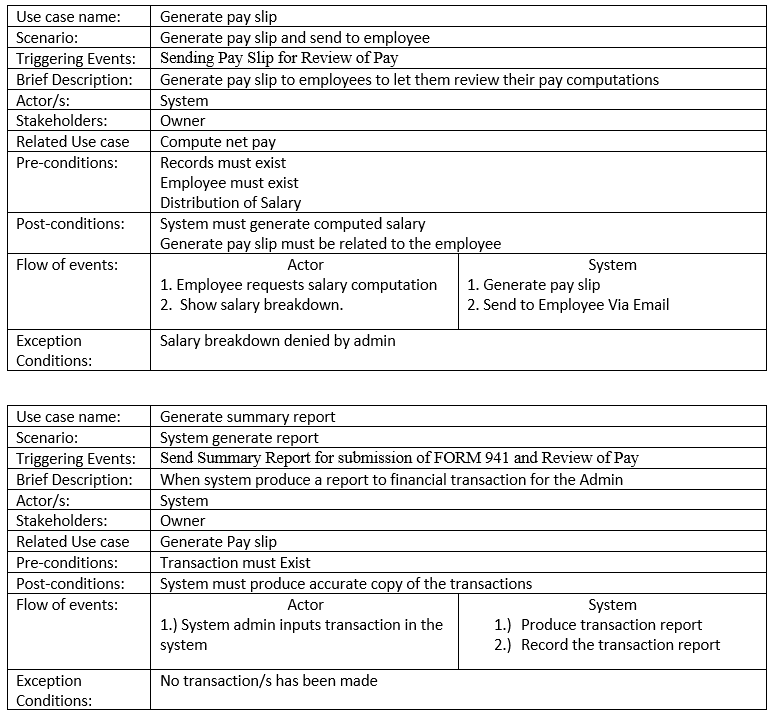 Use case name: Generate pay slip
Scenario: Generate pay slip and send to employee
Triggering Events: Sending Pay Slip for Review of Pay
Brief Description: Generate pay slip to employees to let them review their pay computations
Actor/s: System
Stakeholders: Owner
Related Use case Compute net pay
Pre-conditions: Records must exist
Employee must exist
Distribution of Salary
Post-conditions: System must generate computed salary
Generate pay slip must be related to the employee
Flow of events: Actor System
1. Employee requests salary computation 1. Generate pay slip
2. Show salary breakdown. 2. Send to Employee Via Email
Exception Salary breakdown denied by admin
Conditions:
Use case name: Generate summary report
Scenario: System generate report
Triggering Events: Send Summary Report for submission of FORM 941 and Review of Pay
Brief Description: When system produce a report to financial transaction for the Admin
Actor/s: System
Stakeholders: Owner
Related Use case Generate Pay slip
Pre-conditions: Transaction must Exist
Post-conditions: System must produce accurate copy of the transactions
Flow of events: Actor System
1.) System admin inputs transaction in the 1.) Produce transaction report
system 2.) Record the transaction report
Exception No transaction/s has been made
Conditions: